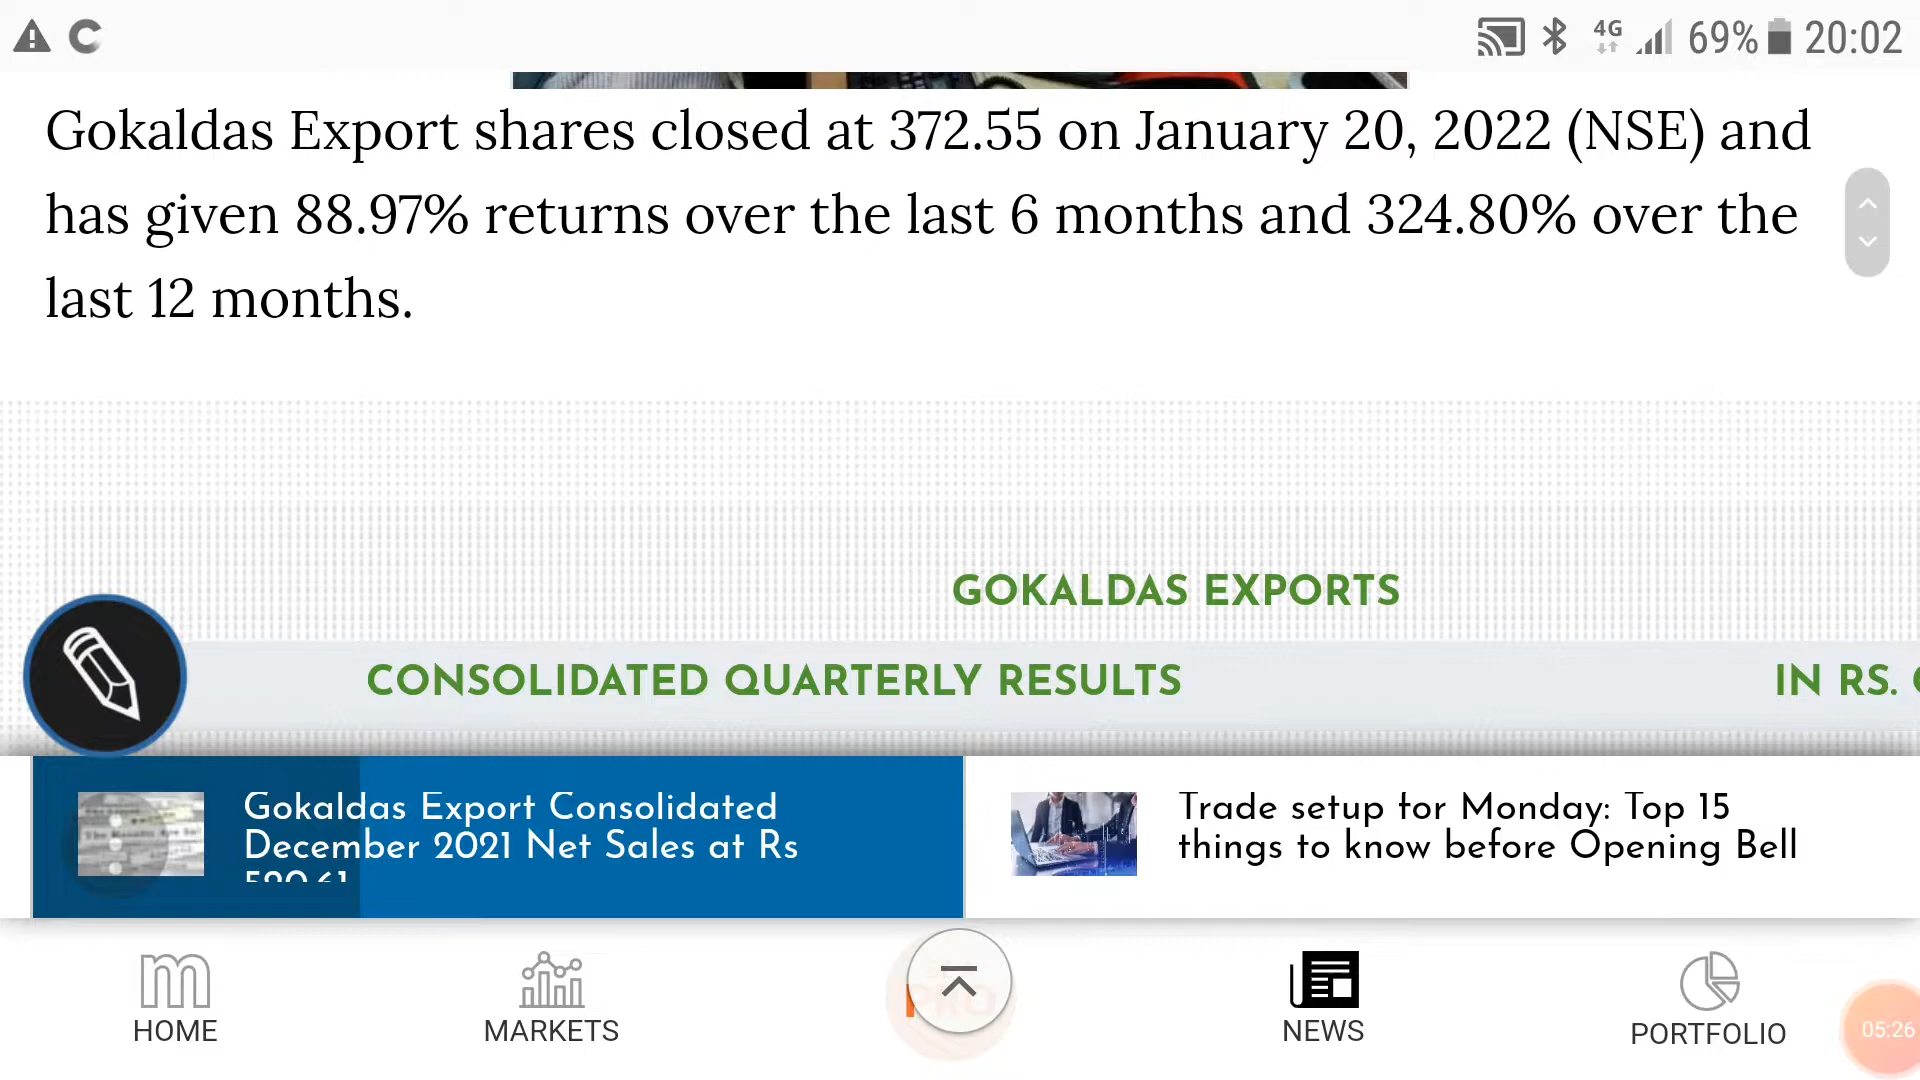 4G 69% 20:02
Gokaldas Export shares closed at 372.55 on January 20, 2022 (NSE) and
has given 88.97% returns over the last 6 months and 324.80% over the
last 12 months.
GOKALDAS EXPORTS
CONSOLIDATED QUARTERLY RESULTS IN RS.
Gokaldas Export Consolidated
December 2021 Net Sales at Rs
Trade setup for Monday: Top 15
things to know before Opening Bell
HOME
MARKETS
PRO
NEWS
PORTFOLIO
05:26